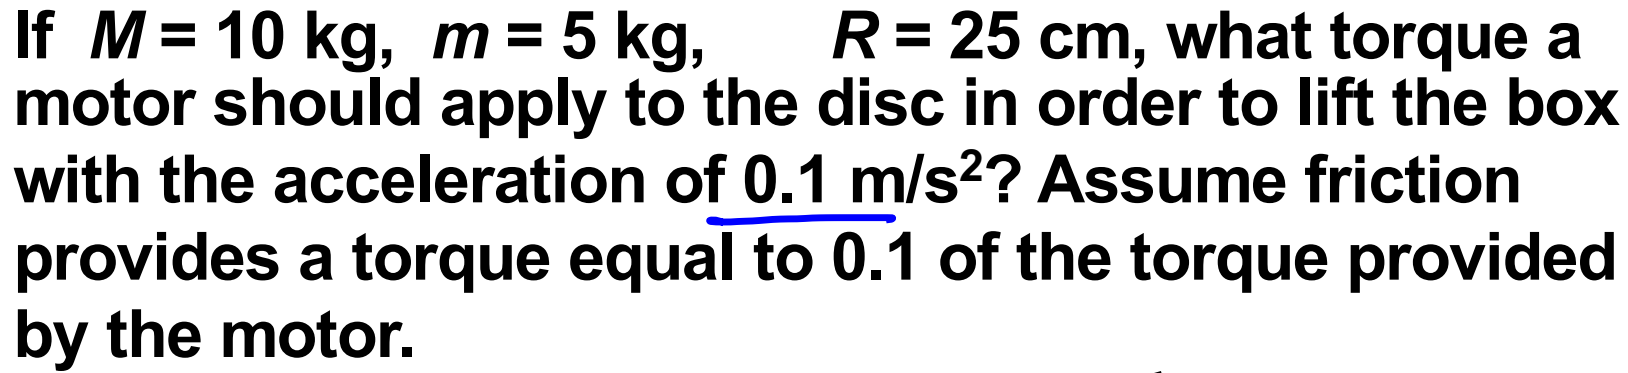 If M = 10 kg, m = 5 kg, R = 25 cm, what torque a
motor should apply to the disc in order to lift the box
with the acceleration of 0.1 m/s²? Assume friction
provides a torque equal to 0.1 of the torque provided
by the motor.